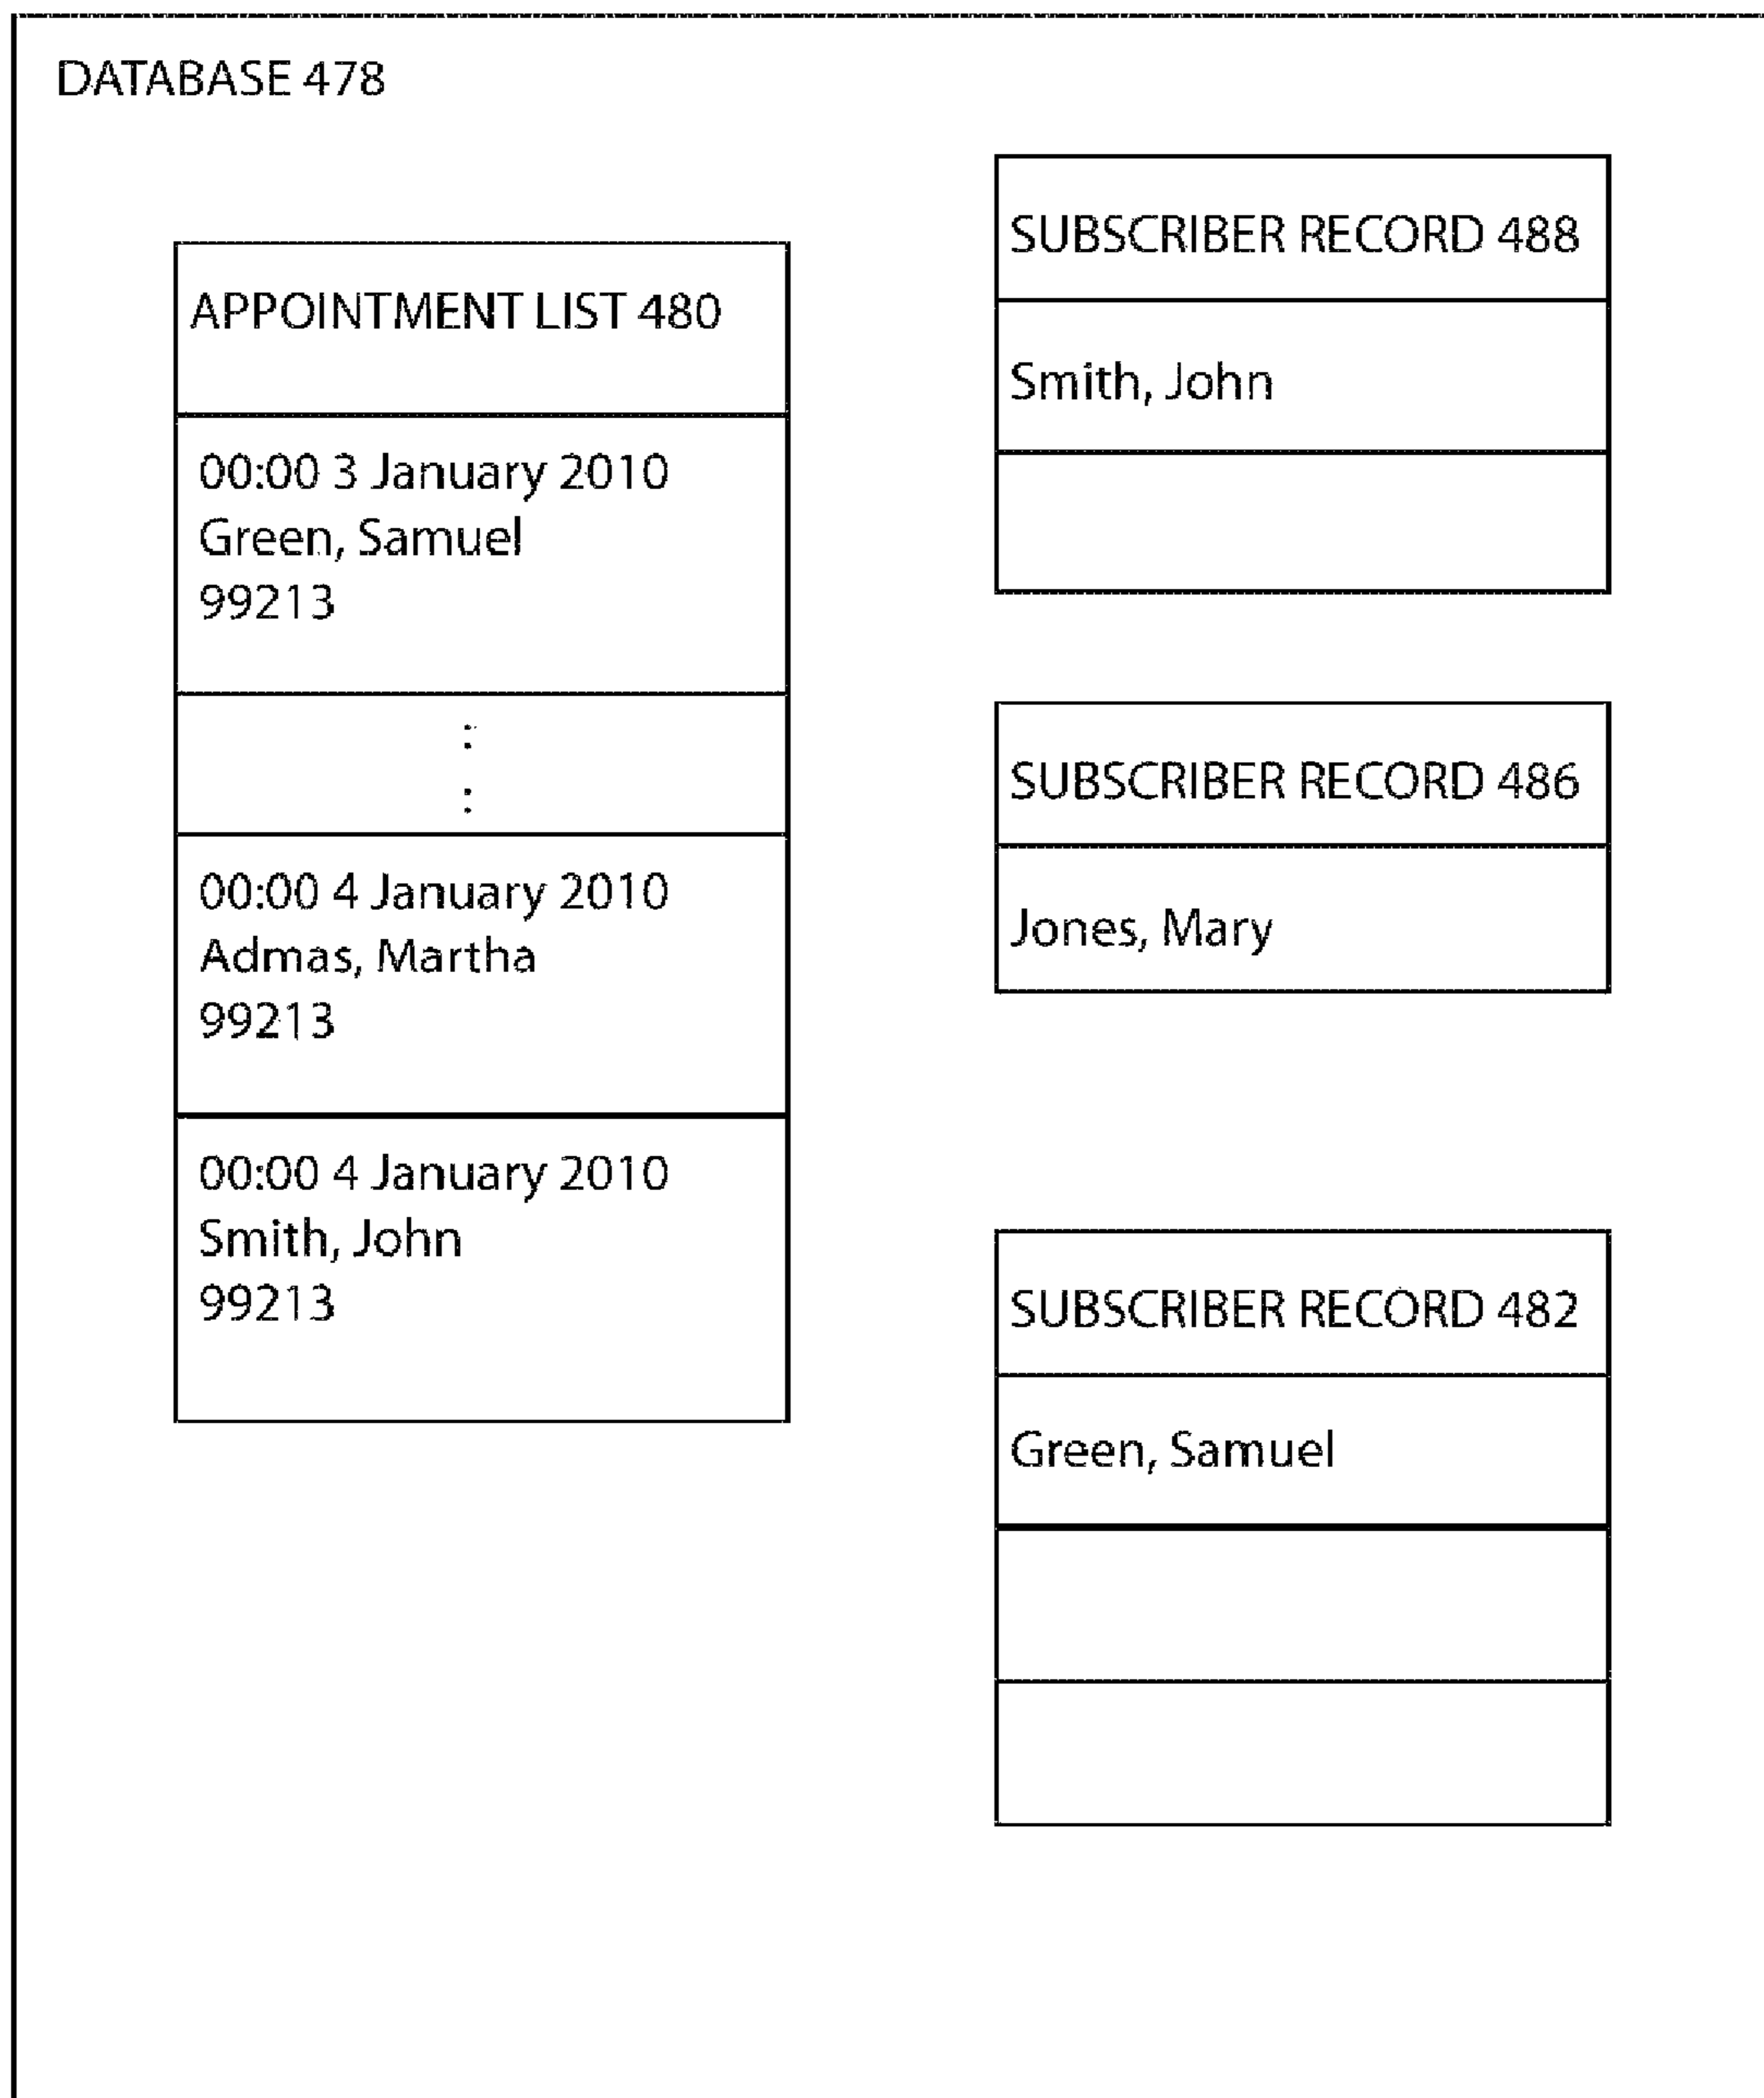 DATABASE 478
APPOINTMENT LIST 480
00:00 3 January 2010
Green, Samuel
99213
:
:
00:00 4 January 2010
Admas, Martha
99213
00:00 4 January 2010
Smith, John
99213
SUBSCRIBER RECORD 488
Smith, John
SUBSCRIBER RECORD 486
Jones, Mary
SUBSCRIBER RECORD 482
Green, Samuel